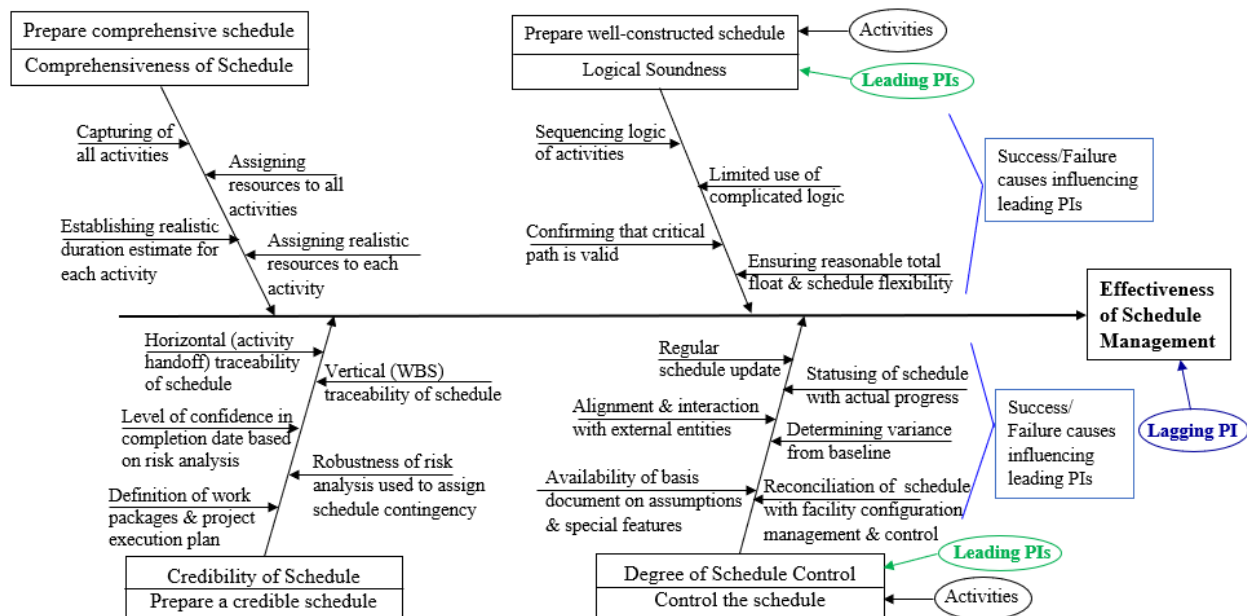 Prepare comprehensive schedule
Comprehensiveness of Schedule
Prepare well-constructed schedule
Logical Soundness
Activities
Leading PIs
Capturing of
all activities
Assigning
resources to all
activities
Establishing realistic
duration estimate for
each activity
Assigning realistic
resources to each
activity
Sequencing logic
of activities
Limited use of
complicated logic
Confirming that critical
path is valid
Ensuring reasonable total
float & schedule flexibility
Success/Failure
causes influencing
leading PIs
Effectiveness
of Schedule
Management
Lagging PI
Horizontal (activity
handoff) traceability
of schedule
Vertical (WBS)
traceability of schedule
Level of confidence in
completion date based
on risk analysis
Robustness of risk
analysis used to assign
schedule contingency
Definition of work
packages & project
execution plan
Regular
schedule update
Statusing of schedule
with actual progress
Alignment & interaction
with external entities
Determining variance
from baseline
Availability of basis
document on assumptions
& special features
Reconciliation of schedule
with facility configuration
management & control
Success/
Failure causes
influencing
leading PIs
Credibility of Schedule
Prepare a credible schedule
Degree of Schedule Control
Control the schedule
Leading PIs
Activities